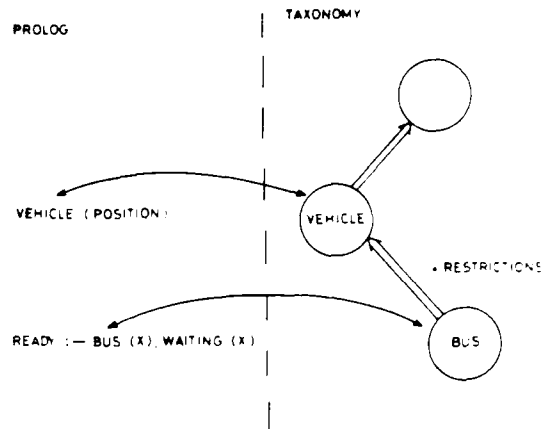 PROLOG
TAXONOMY
VEHICLE (POSITION)
VEHICLE
• RESTRICTIONS
READY :— BUS (X), WAITING (X)
BUS